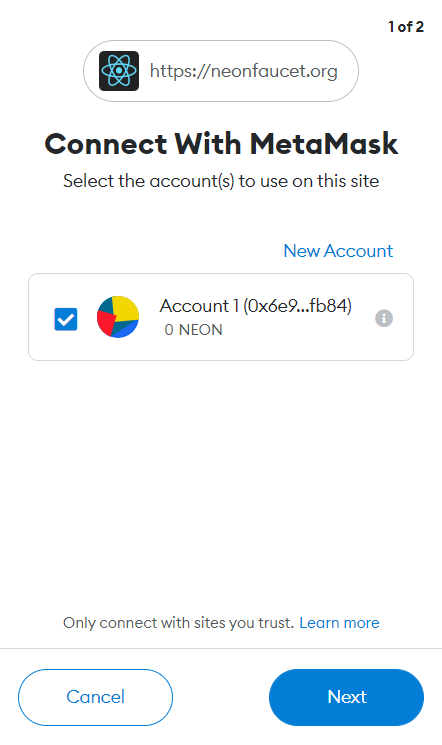 1 of 2
https://neonfaucet.org
Connect With MetaMask
Select the account(s) to use on this site
New Account
Account 1 (0x6e9...fb84)
0 NEON
Only connect with sites you trust. Learn more
Cancel
Next